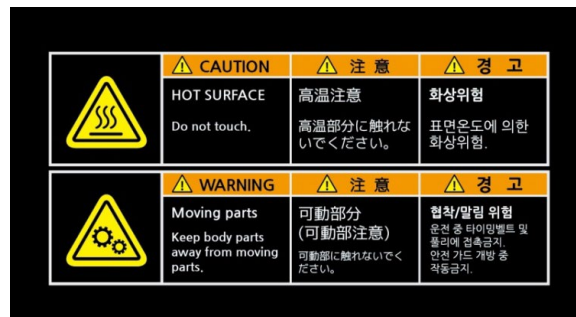 CAUTION
HOT SURFACE
Do not touch.
注 意
高温注意
高温部分に触れな
いでください。
경 고
화상위험
표면온도에 의한
화상위험.
WARNING
Moving parts
Keep body parts
away from moving
parts.
注 意
可動部分
(可動部注意)
可動部に触れないでく
ださい。
경 고
협착/말림 위험
운전 중 타이밍벨트 및
풀리에 접촉금지.
안전 가드 개방 중
작동금지.